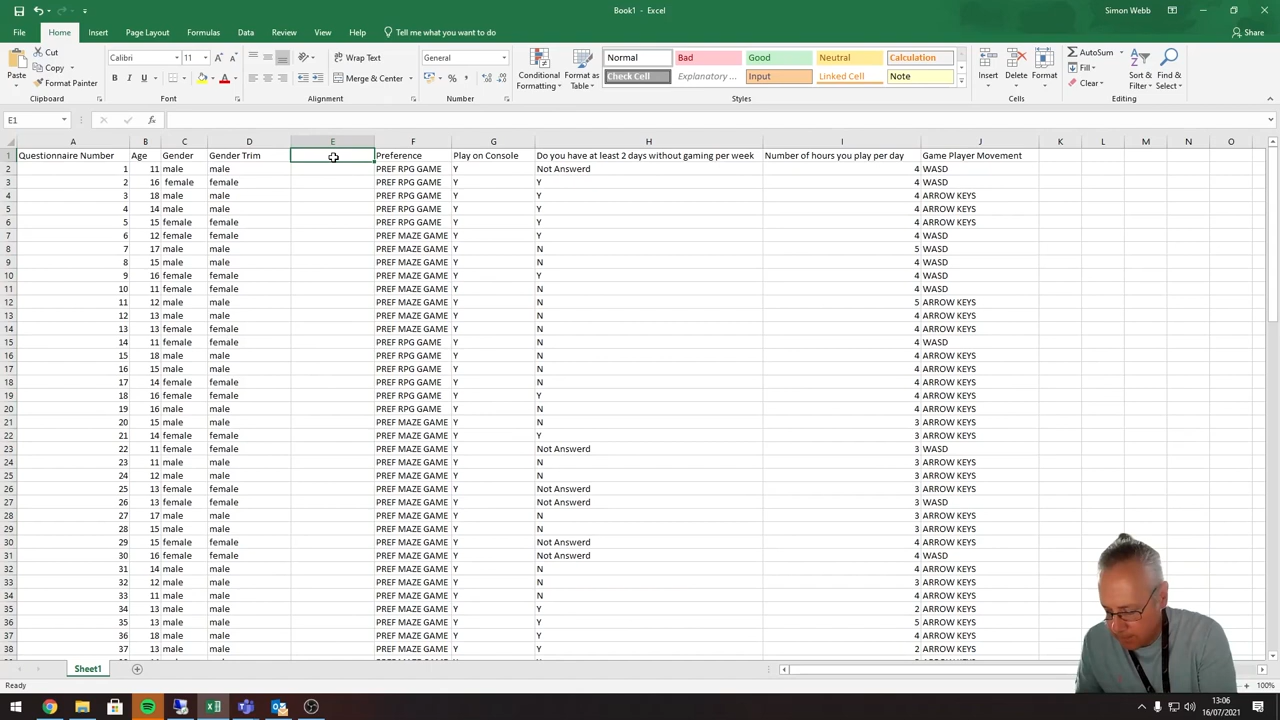 Book1 - Excel
Simon Webb
File Home Insert Page Layout Formulas Data Review View Help Tell me what you want to do Share
Paste Cut Copy Format Painter Clipboard
Calibri 11 A A B I U A Font
Wrap Text Merge & Center Alignment
General % , Number
Conditional Formatting Format as Table
Normal Bad Good Neutral Calculation
Check Cell Explanatory ... Input Linked Cell Note
Styles
Insert Delete Format Cells
AutoSum Fill Clear Sort & Filter Find & Select Editing
E1 fx
A B C D E F G H I J K L M N O
1 Questionnaire Number Age Gender Gender Trim Preference Play on Console Do you have at least 2 days without gaming per week Number of hours you play per day Game Player Movement
2 1 11 male male PREF RPG GAME Y Not Answerd 4 WASD
3 2 16 female female PREF RPG GAME Y Y 4 WASD
4 3 18 male male PREF RPG GAME Y Y 4 ARROW KEYS
5 4 14 male male PREF RPG GAME Y Y 4 ARROW KEYS
6 5 15 female female PREF RPG GAME Y Y 4 ARROW KEYS
7 6 12 female female PREF MAZE GAME Y Y 4 WASD
8 7 17 male male PREF MAZE GAME Y N 5 WASD
9 8 15 male male PREF MAZE GAME Y N 4 WASD
10 9 16 female female PREF MAZE GAME Y Y 4 WASD
11 10 11 female female PREF MAZE GAME Y N 4 WASD
12 11 12 male male PREF MAZE GAME Y N 5 ARROW KEYS
13 12 13 male male PREF MAZE GAME Y N 4 ARROW KEYS
14 13 13 female female PREF MAZE GAME Y N 4 ARROW KEYS
15 14 11 female female PREF RPG GAME Y N 4 WASD
16 15 18 male male PREF RPG GAME Y N 4 ARROW KEYS
17 16 15 male male PREF RPG GAME Y N 4 ARROW KEYS
18 17 14 female female PREF RPG GAME Y N 4 ARROW KEYS
19 18 16 female female PREF RPG GAME Y Y 4 ARROW KEYS
20 19 16 male male PREF RPG GAME Y N 4 ARROW KEYS
21 20 15 male male PREF MAZE GAME Y N 3 ARROW KEYS
22 21 14 female female PREF MAZE GAME Y Y 3 ARROW KEYS
23 22 11 female female PREF MAZE GAME Y Not Answerd 3 WASD
24 23 11 male male PREF MAZE GAME Y N 3 ARROW KEYS
25 24 12 male male PREF MAZE GAME Y N 3 ARROW KEYS
26 25 13 female female PREF MAZE GAME Y Not Answerd 3 ARROW KEYS
27 26 13 female female PREF MAZE GAME Y Not Answerd 3 WASD
28 27 17 male male PREF MAZE GAME Y N 3 ARROW KEYS
29 28 15 male male PREF MAZE GAME Y N 3 ARROW KEYS
30 29 15 female female PREF MAZE GAME Y Not Answerd 4 ARROW KEYS
31 30 16 female female PREF MAZE GAME Y Not Answerd 4 WASD
32 31 14 male male PREF MAZE GAME Y N 4 ARROW KEYS
33 32 12 male male PREF MAZE GAME Y N 3 ARROW KEYS
34 33 11 male male PREF MAZE GAME Y N 4 ARROW KEYS
35 34 13 male male PREF MAZE GAME Y Y 2 ARROW KEYS
36 35 13 male male PREF MAZE GAME Y Y 5 ARROW KEYS
37 36 18 male male PREF MAZE GAME Y Y 4 ARROW KEYS
38 37 13 male male PREF MAZE GAME Y Y 2 ARROW KEYS
Sheet1
Ready
100%
13:06
16/07/2021